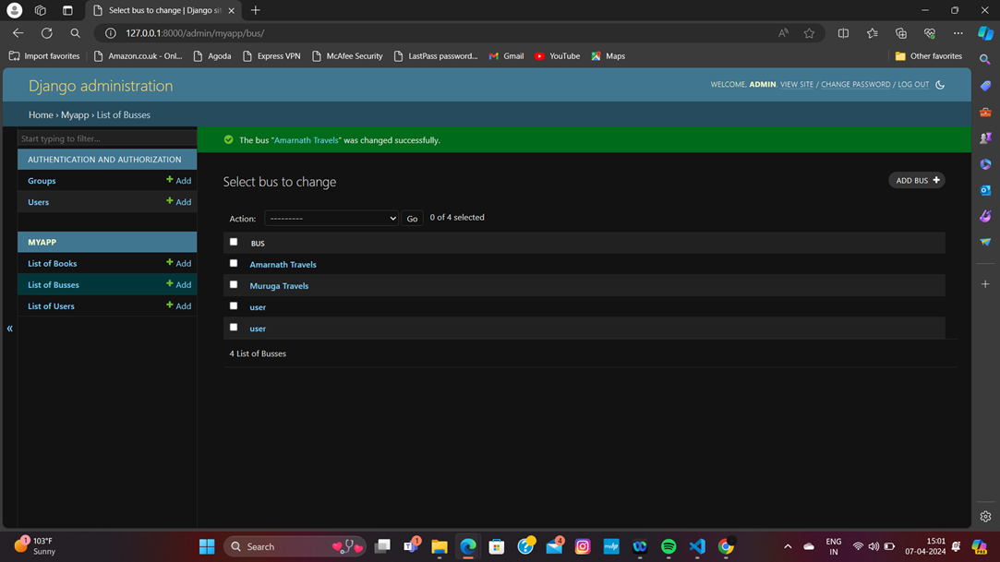 Select bus to change | Django sit
127.0.0.1:8000/admin/myapp/bus/
Import favorites
Amazon.co.uk - Onl...
Agoda
Express VPN
McAfee Security
LastPass password...
Gmail
YouTube
Maps
Other favorites
Django administration
WELCOME, ADMIN. VIEW SITE / CHANGE PASSWORD / LOG OUT
Home › Myapp › List of Busses
Start typing to filter...
AUTHENTICATION AND AUTHORIZATION
Groups + Add
Users + Add
MYAPP
List of Books + Add
List of Busses + Add
List of Users + Add
«
The bus “Amarnath Travels” was changed successfully.
Select bus to change
ADD BUS +
Action: --------- Go 0 of 4 selected
BUS
Amarnath Travels
Muruga Travels
user
user
4 List of Busses
1
103°F
Sunny
Search
1
4
ENG
IN
15:01
07-04-2024